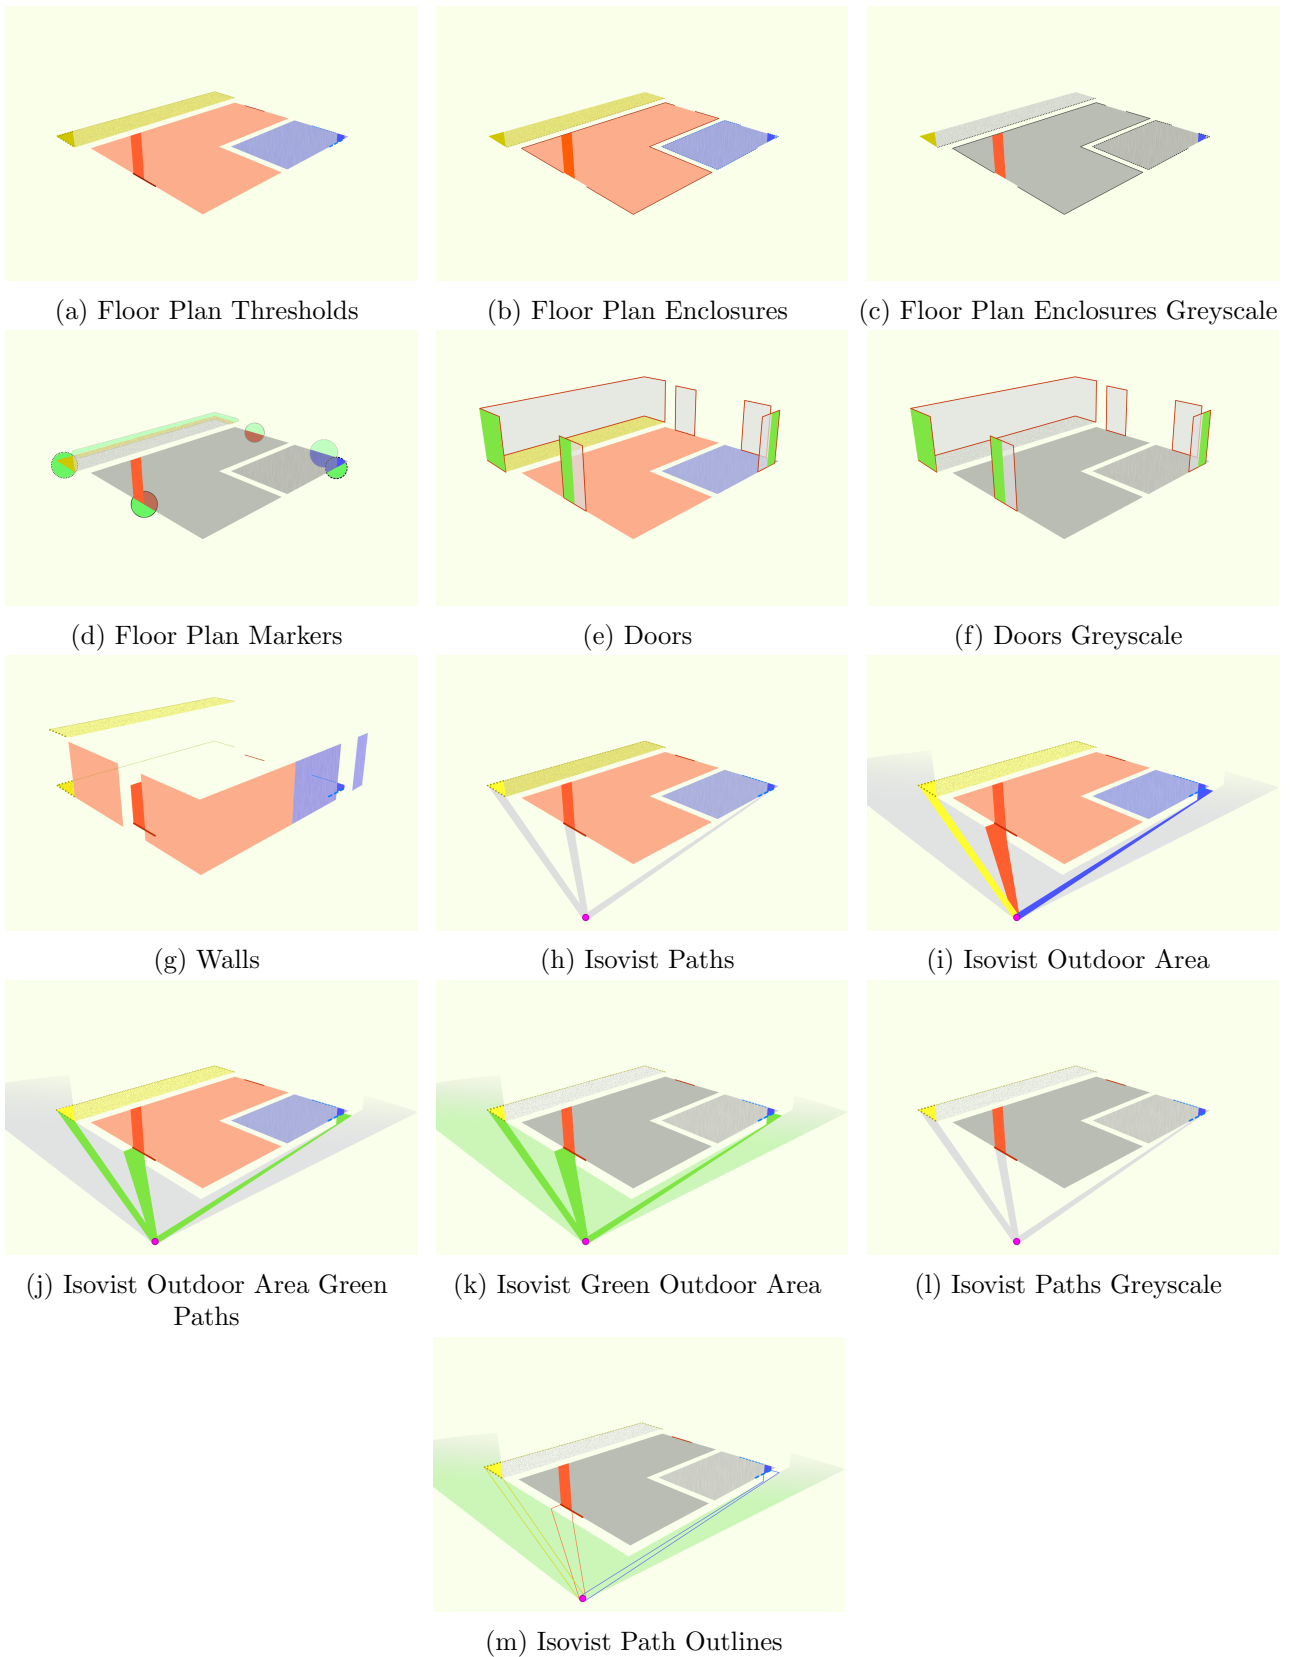 (a) Floor Plan Thresholds
(b) Floor Plan Enclosures
(c) Floor Plan Enclosures Greyscale
(d) Floor Plan Markers
(e) Doors
(f) Doors Greyscale
(g) Walls
(h) Isovist Paths
(i) Isovist Outdoor Area
(j) Isovist Outdoor Area Green
Paths
(k) Isovist Green Outdoor Area
(l) Isovist Paths Greyscale
(m) Isovist Path Outlines